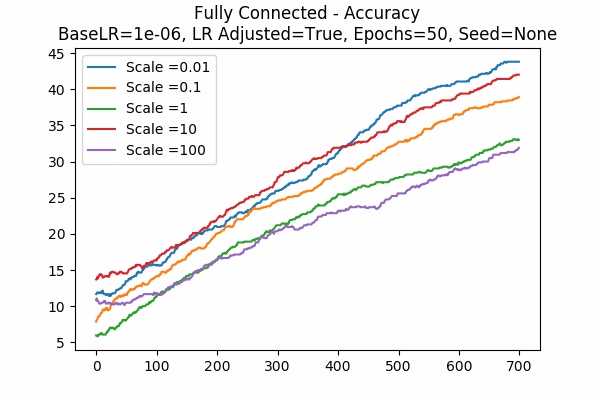 Fully Connected - Accuracy
BaseLR=1e-06, LR Adjusted=True, Epochs=50, Seed=None
45
40
35
30
25
20
15
10
5
Scale =0.01
Scale =0.1
Scale =1
Scale =10
Scale =100
0 100 200 300 400 500 600 700